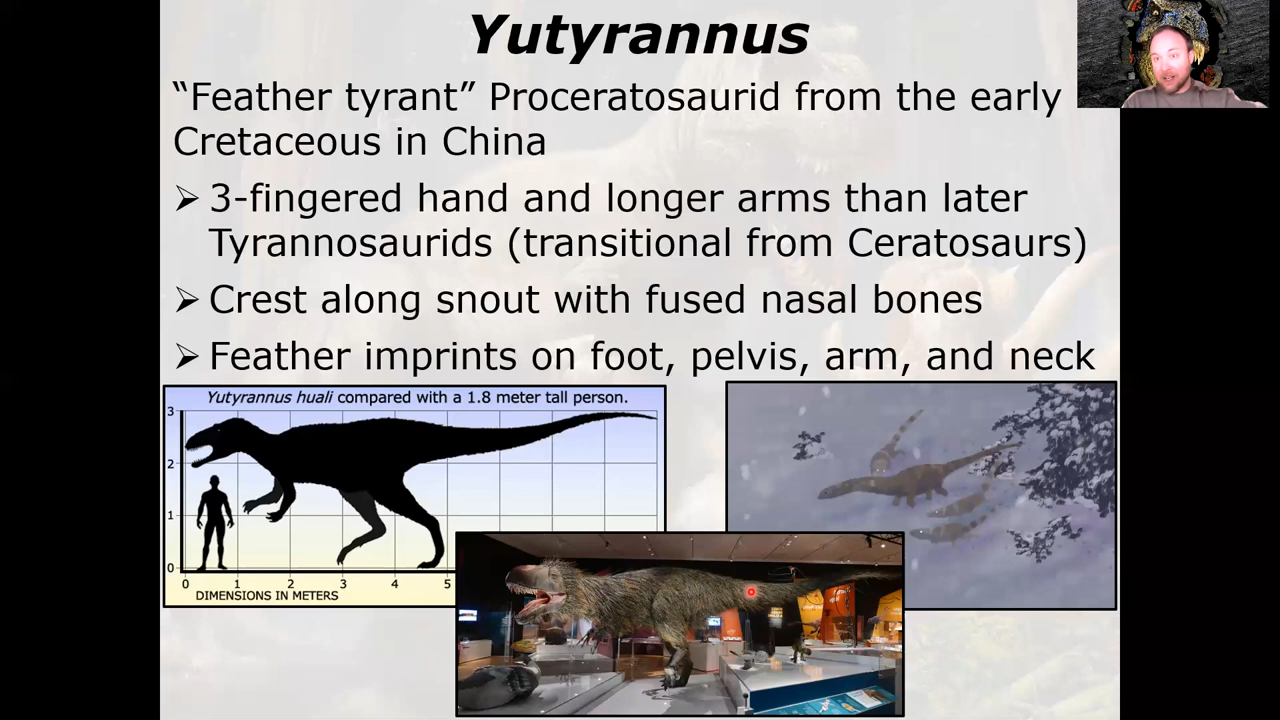 Yutyrannus
“Feather tyrant” Proceratosaurid from the early
Cretaceous in China
➢ 3-fingered hand and longer arms than later
Tyrannosaurids (transitional from Ceratosaurs)
➢ Crest along snout with fused nasal bones
➢ Feather imprints on foot, pelvis, arm, and neck
Yutyrannus huali compared with a 1.8 meter tall person.
3
2
1
0
0 1 2 3 4 5
DIMENSIONS IN METERS